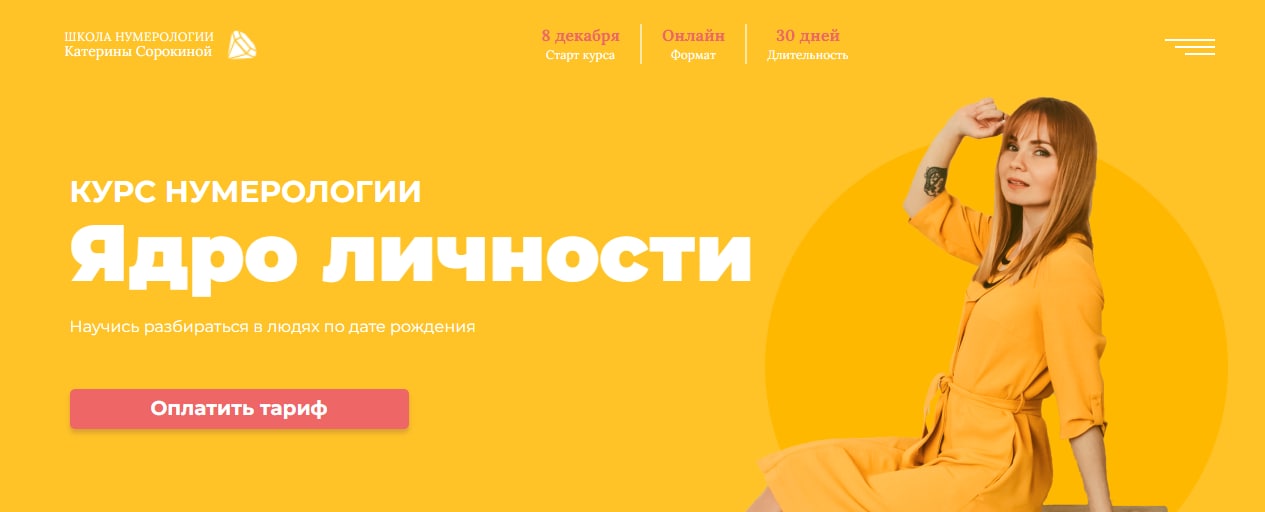 ШКОЛА НУМЕРОЛОГИИ
Катерины Сорокиной
8 декабря
Старт курса
Онлайн
Формат
30 дней
Длительность
КУРС НУМЕРОЛОГИИ
Ядро личности
Научись разбираться в людях по дате рождения
Оплатить тариф